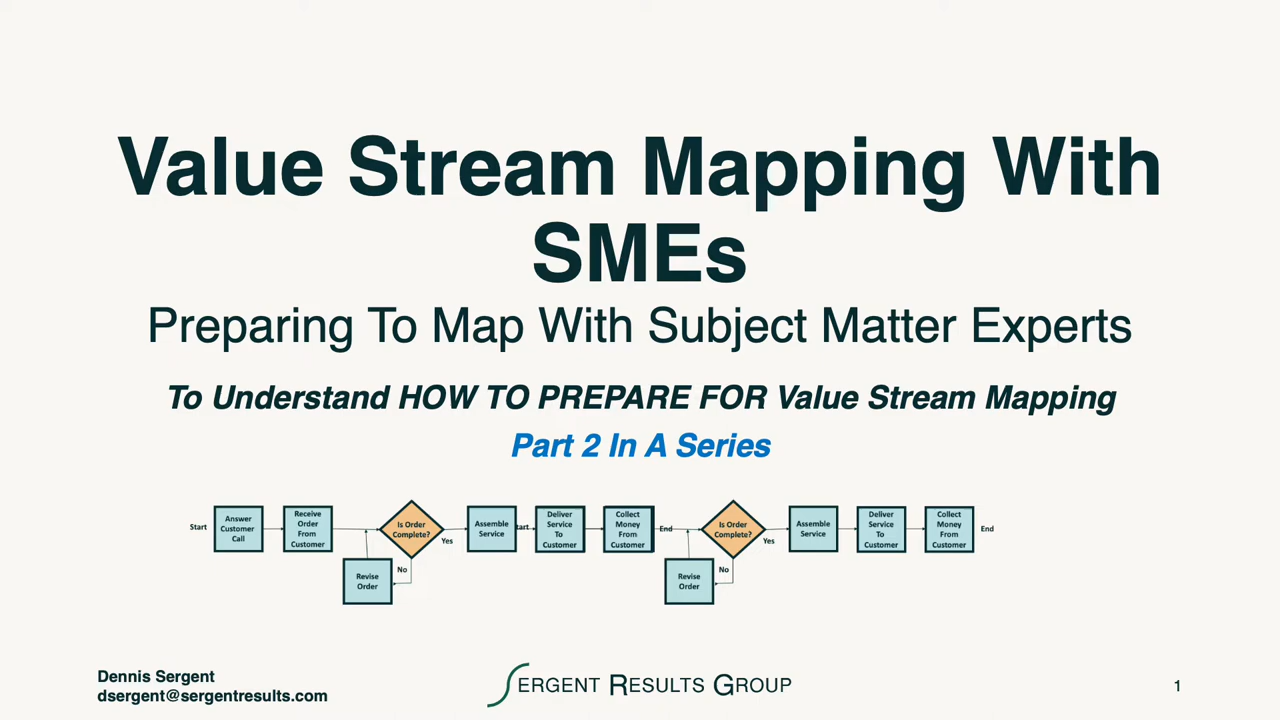 Value Stream Mapping With
SMEs
Preparing To Map With Subject Matter Experts
To Understand HOW TO PREPARE FOR Value Stream Mapping
Part 2 In A Series
Start
Answer
Customer
Call
Receive
Order
From
Customer
Is Order
Complete?
Yes
No
Revise
Order
Assemble
Service
Deliver
Service
To
Customer
Collect
Money
From
Customer
End
Is Order
Complete?
Yes
No
Revise
Order
Assemble
Service
Deliver
Service
To
Customer
Collect
Money
From
Customer
End
Dennis Sergent
dsergent@sergentresults.com
SERGENT RESULTS GROUP
1